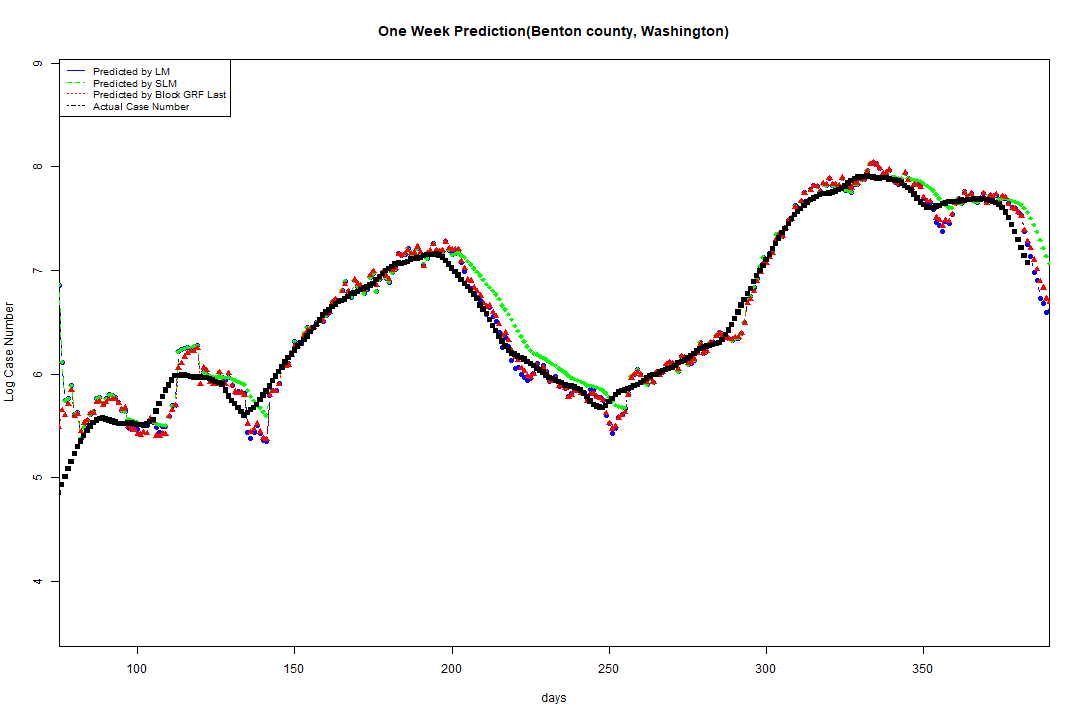 One Week Prediction(Benton county, Washington)
Predicted by LM
Predicted by SLM
Predicted by Block GRF Last
Actual Case Number
Log Case Number
9
8
7
6
5
4
100 150 200 250 300 350
days